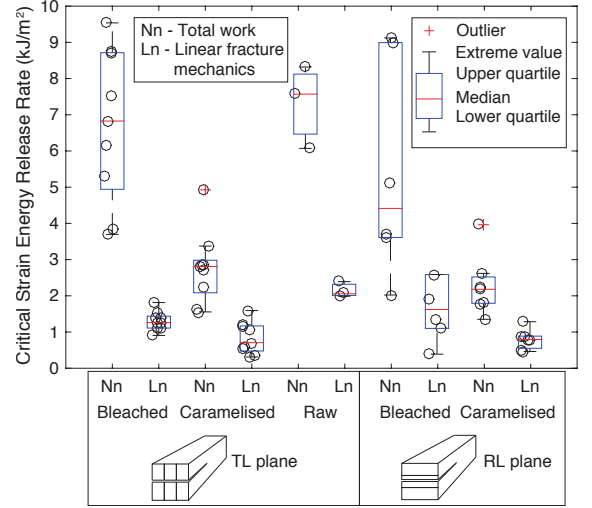 Critical Strain Energy Release Rate (kJ/m²)
10
9
8
7
6
5
4
3
2
1
0
Nn - Total work
Ln - Linear fracture
mechanics
Outlier
Extreme value
Upper quartile
Median
Lower quartile
Nn Ln Nn Ln Nn Ln Nn Ln Nn Ln
Bleached Caramelised Raw Bleached Caramelised
TL plane RL plane